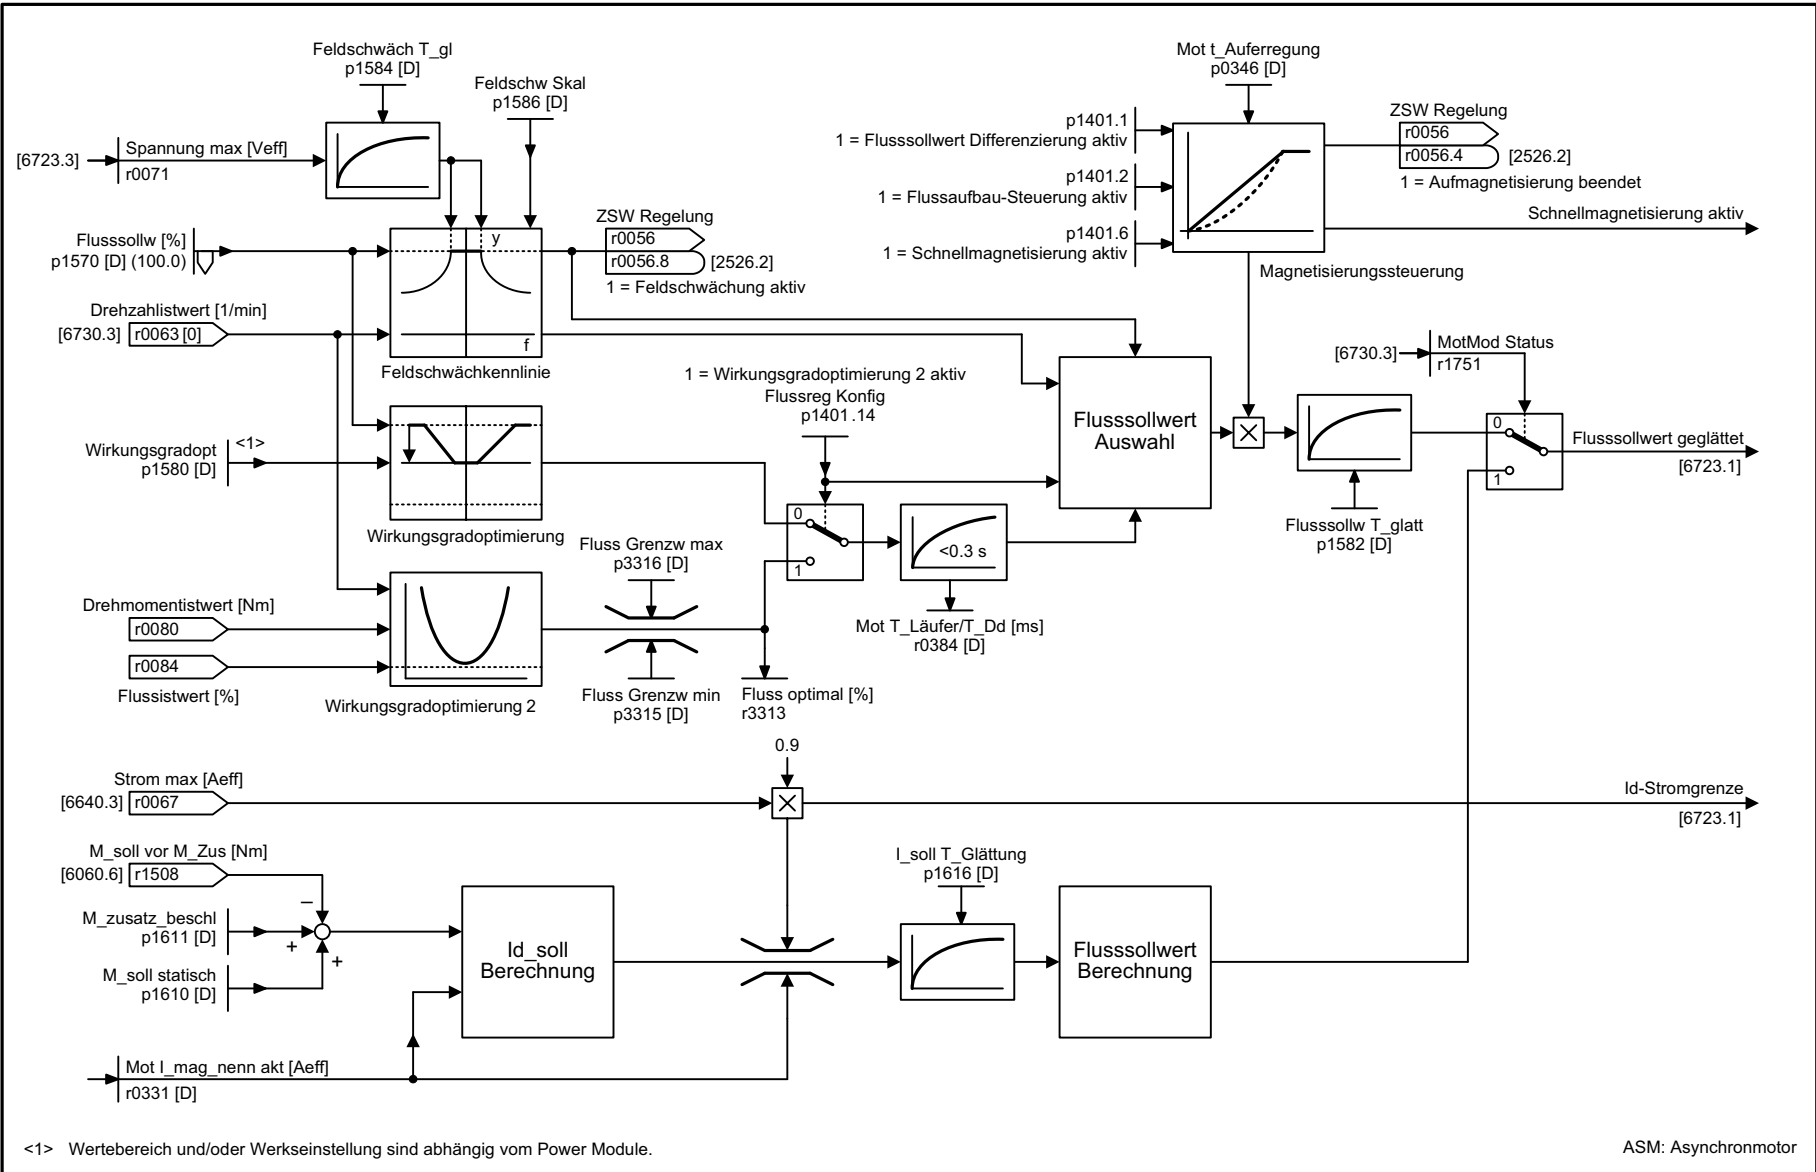 Feldschwäch T_gl
p1584 [D]
Feldschw Skal
p1586 [D]
[6723.3]
Spannung max [Veff]
r0071
Flusssollw [%]
p1570 [D] (100.0)
Drehzahlistwert [1/min]
[6730.3]
r0063 [0]
y
f
Feldschwächkennlinie
ZSW Regelung
r0056
r0056.8
[2526.2]
1 = Feldschwächung aktiv
Mot t_Auferregung
p0346 [D]
p1401.1
1 = Flusssollwert Differenzierung aktiv
p1401.2
1 = Flussaufbau-Steuerung aktiv
p1401.6
1 = Schnellmagnetisierung aktiv
ZSW Regelung
r0056
r0056.4
[2526.2]
1 = Aufmagnetisierung beendet
Schnellmagnetisierung aktiv
Magnetisierungssteuerung
Wirkungsgradopt
p1580 [D]
<1>
Wirkungsgradoptimierung
1 = Wirkungsgradoptimierung 2 aktiv
Flussreg Konfig
p1401.14
0
1
<0.3 s
Mot T_Läufer/T_Dd [ms]
r0384 [D]
Flusssollwert
Auswahl
Flusssollw T_glatt
p1582 [D]
[6730.3]
MotMod Status
r1751
0
1
Flusssollwert geglättet
[6723.1]
Drehmomentistwert [Nm]
r0080
r0084
Flussistwert [%]
Wirkungsgradoptimierung 2
Fluss Grenzw max
p3316 [D]
Fluss Grenzw min
p3315 [D]
Fluss optimal [%]
r3313
0.9
Strom max [Aeff]
[6640.3]
r0067
Id-Stromgrenze
[6723.1]
M_soll vor M_Zus [Nm]
[6060.6]
r1508
–
M_zusatz_beschl
p1611 [D]
+
M_soll statisch
p1610 [D]
+
Id_soll
Berechnung
I_soll T_Glättung
p1616 [D]
Flusssollwert
Berechnung
Mot I_mag_nenn akt [Aeff]
r0331 [D]
<1> Wertebereich und/oder Werkseinstellung sind abhängig vom Power Module.
ASM: Asynchronmotor